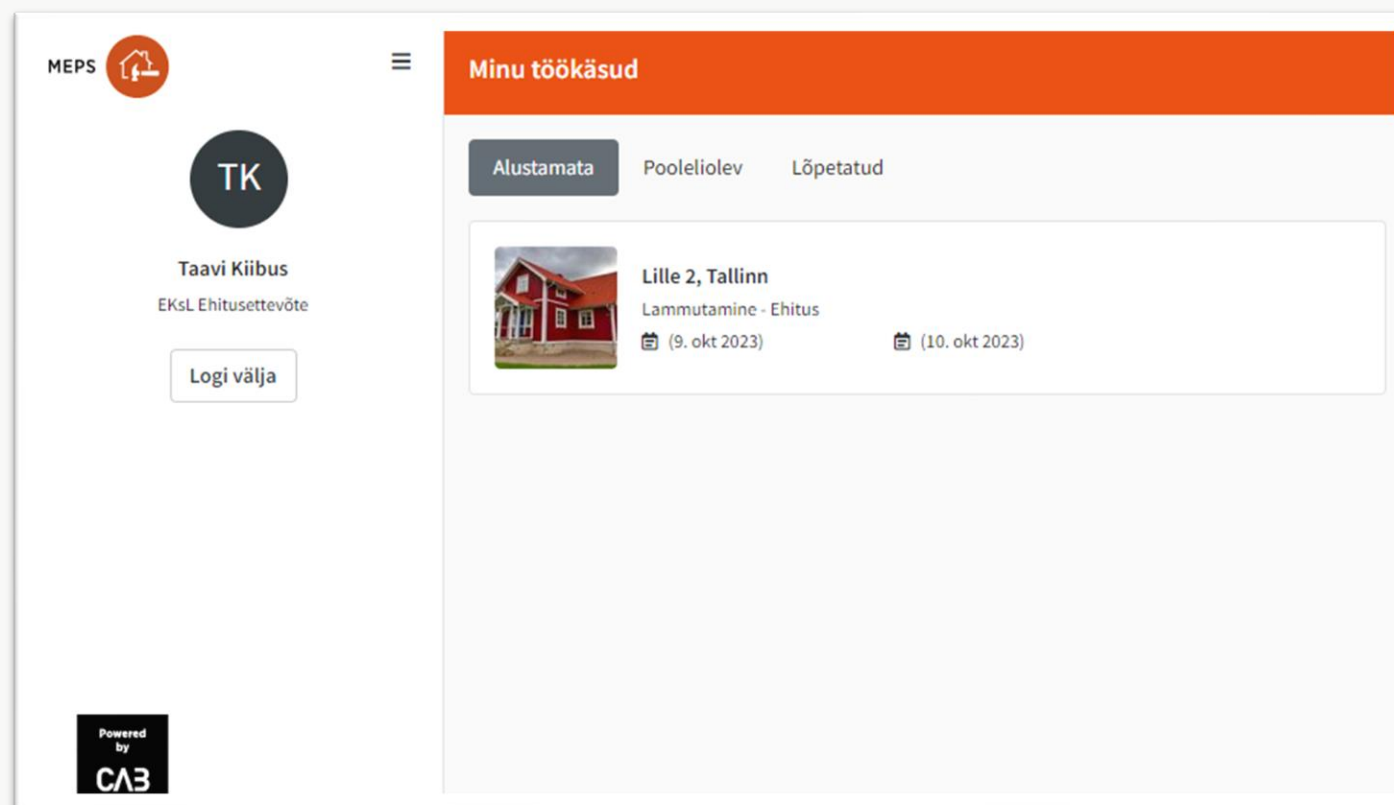 MEPS
TK
Taavi Kiibus
EKsL Ehitusettevõte
Logi välja
Powered
by
CAB
Minu töökäsud
Alustamata Pooleliolev Lõpetatud
Lille 2, Tallinn
Lammutamine - Ehitus
(9. okt 2023) (10. okt 2023)